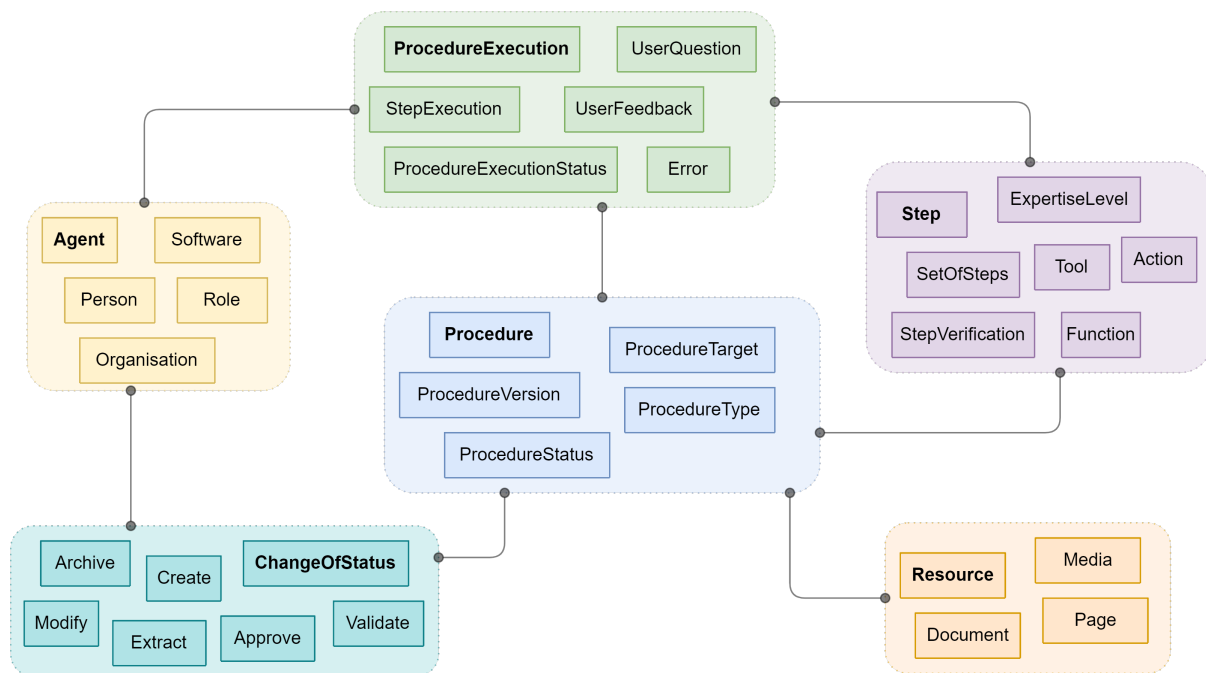 ProcedureExecution
UserQuestion
StepExecution
UserFeedback
ProcedureExecutionStatus
Error
Agent
Software
Person
Role
Organisation
Step
ExpertiseLevel
SetOfSteps
Tool
Action
StepVerification
Function
Procedure
ProcedureTarget
ProcedureVersion
ProcedureType
ProcedureStatus
Archive
Create
ChangeOfStatus
Modify
Extract
Approve
Validate
Resource
Media
Document
Page